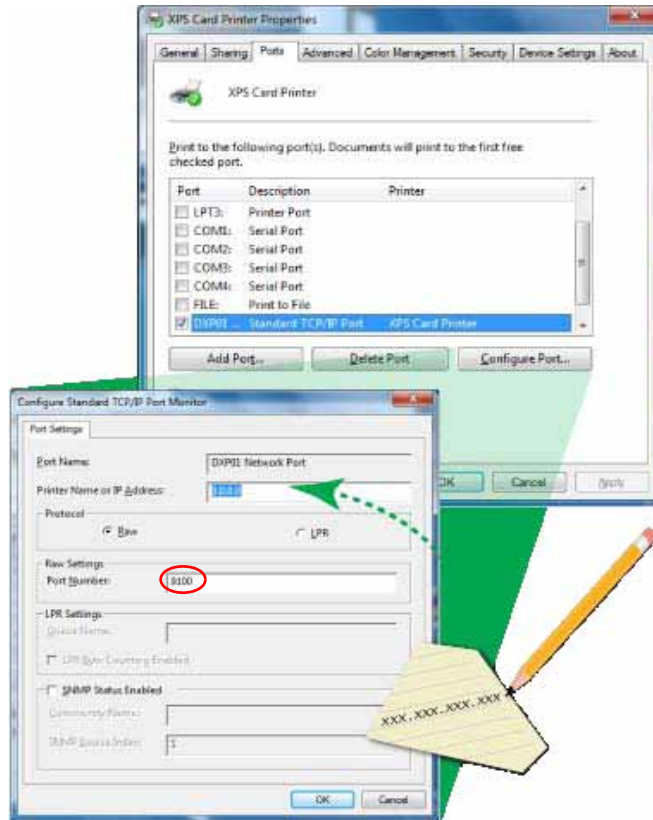 XPS Card Printer Properties
General Sharing Ports Advanced Color Management Security Device Settings About
XPS Card Printer
Print to the following port(s). Documents will print to the first free
checked port.
Port Description Printer
LPT3: Printer Port
COM1: Serial Port
COM2: Serial Port
COM3: Serial Port
COM4: Serial Port
FILE: Print to File
DXP01 ... Standard TCP/IP Port XPS Card Printer
Add Port... Delete Port Configure Port...
OK Cancel Apply
Configure Standard TCP/IP Port Monitor
Port Settings
Port Name: DXP01 Network Port
Printer Name or IP Address:
Protocol
Raw LPR
Raw Settings
Port Number: 9100
LPR Settings
Queue Name:
LPR Byte Counting Enabled
SNMP Status Enabled
Community Name:
SNMP Device Index: 1
OK Cancel
xxx.xxx.xxx.xxx